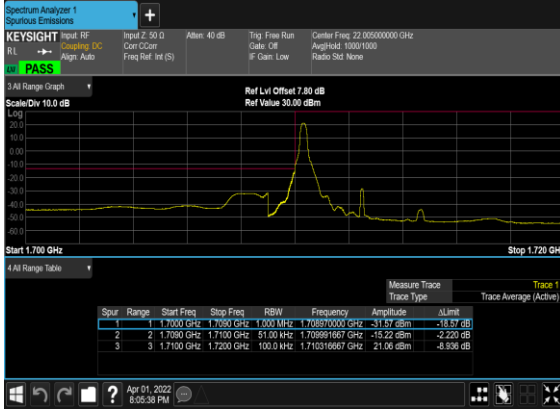 Spectrum Analyzer 1
Spurious Emissions
+
KEYSIGHT Input: RF Input Z: 50 Ω Atten: 40 dB Trig: Free Run Center Freq: 22.005000000 GHz
RL Coupling: DC Corr CCorr Gate: Off Avg|Hold: 1000/1000
Align: Auto Freq Ref: Int (S) IF Gain: Low Radio Std: None
PASS
3 All Range Graph
Ref Lvl Offset 7.80 dB
Scale/Div 10.0 dB Ref Value 30.00 dBm
Log
20.0
10.0
0.00
-10.0
-20.0
-30.0
-40.0
-50.0
-60.0
Start 1.700 GHz Stop 1.720 GH
4 All Range Table
Measure Trace Trace 1
Trace Type Trace Average (Active)
Spur Range Start Freq Stop Freq RBW Frequency Amplitude ΔLimit
1 1 1.7000 GHz 1.7090 GHz 1.000 MHz 1.708970000 GHz -31.57 dBm -18.57 dB
2 2 1.7090 GHz 1.7100 GHz 51.00 kHz 1.709991667 GHz -15.22 dBm -2.220 dB
3 3 1.7100 GHz 1.7200 GHz 100.0 kHz 1.710316667 GHz 21.06 dBm -8.936 dB
?
Apr 01, 2022
8:05:38 PM